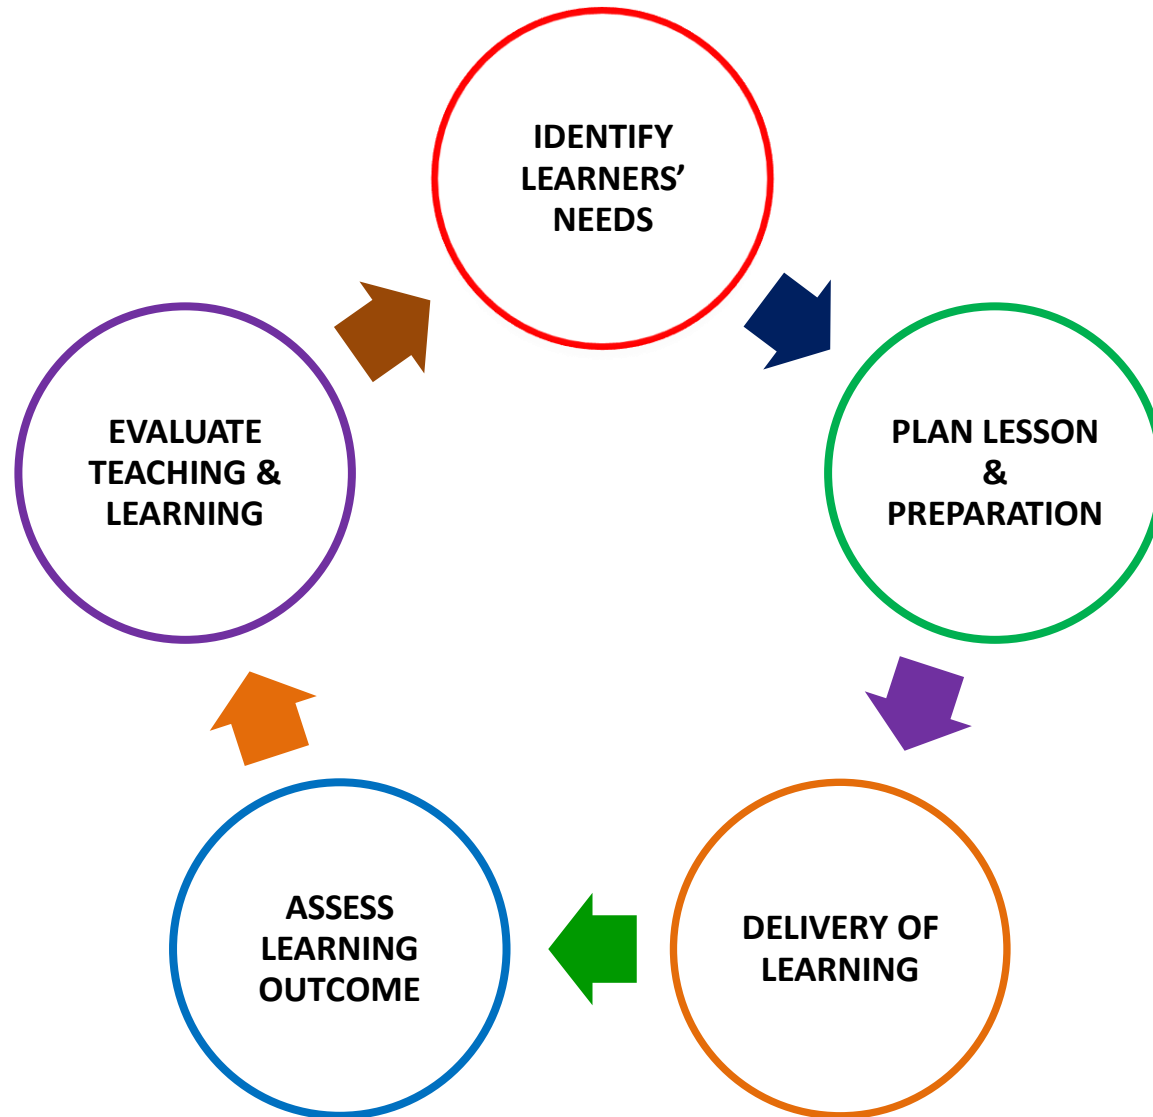 IDENTIFY
LEARNERS’
NEEDS
PLAN LESSON
&
PREPARATION
DELIVERY OF
LEARNING
ASSESS
LEARNING
OUTCOME
EVALUATE
TEACHING &
LEARNING